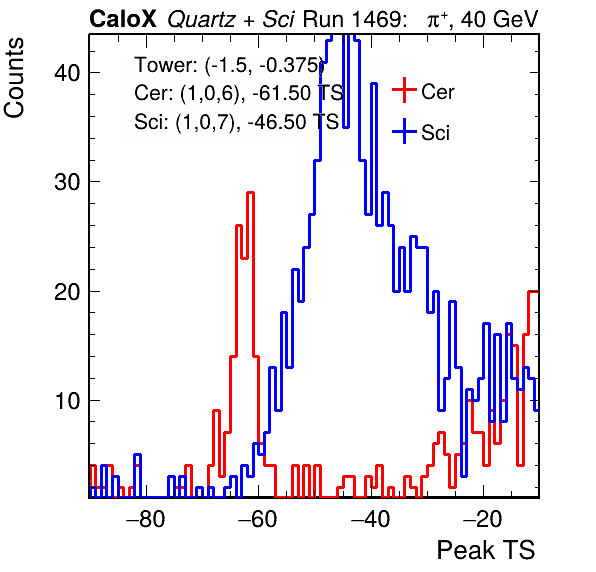 CaloX Quartz + Sci Run 1469: π⁺, 40 GeV
Counts
Tower: (-1.5, -0.375)
Cer: (1,0,6), -61.50 TS
Sci: (1,0,7), -46.50 TS
Cer
Sci
40
30
20
10
−80 −60 −40 −20
Peak TS